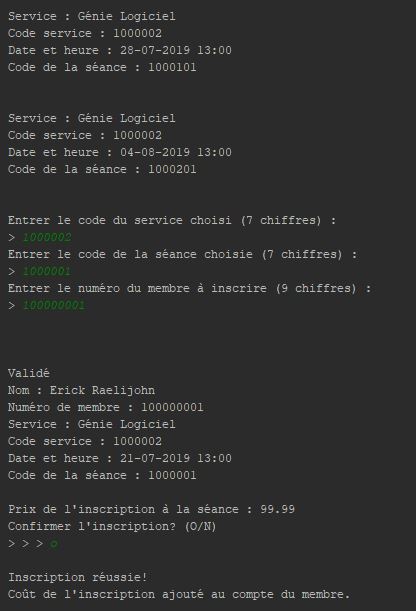 Service : Génie Logiciel
Code service : 1000002
Date et heure : 28-07-2019 13:00
Code de la séance : 1000101
Service : Génie Logiciel
Code service : 1000002
Date et heure : 04-08-2019 13:00
Code de la séance : 1000201
Entrer le code du service choisi (7 chiffres) :
> 1000002
Entrer le code de la séance choisie (7 chiffres) :
> 1000001
Entrer le numéro du membre à inscrire (9 chiffres) :
> 100000001
Validé
Nom : Erick Raelijohn
Numéro de membre : 100000001
Service : Génie Logiciel
Code service : 1000002
Date et heure : 21-07-2019 13:00
Code de la séance : 1000001
Prix de l'inscription à la séance : 99.99
Confirmer l'inscription? (O/N)
> > > o
Inscription réussie!
Coût de l'inscription ajouté au compte du membre.